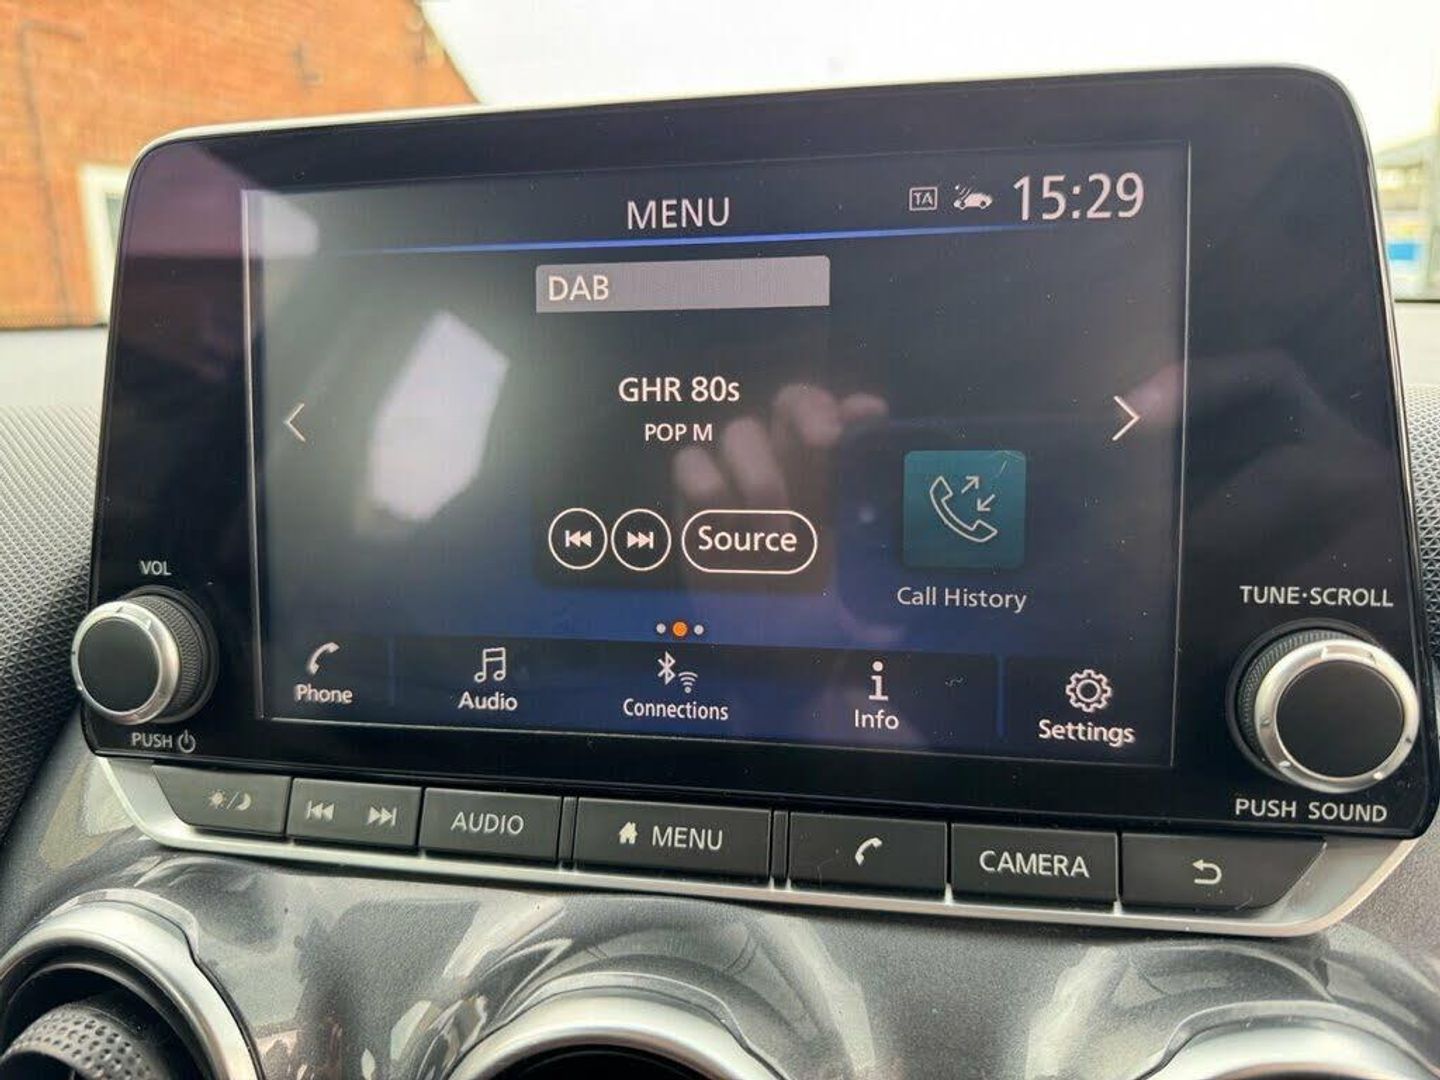 MENU
TA 15:29
DAB
GHR 80s
POP M
Source
Call History
Phone
Audio
Connections
Info
Settings
VOL
PUSH
TUNE·SCROLL
PUSH SOUND
AUDIO
MENU
CAMERA